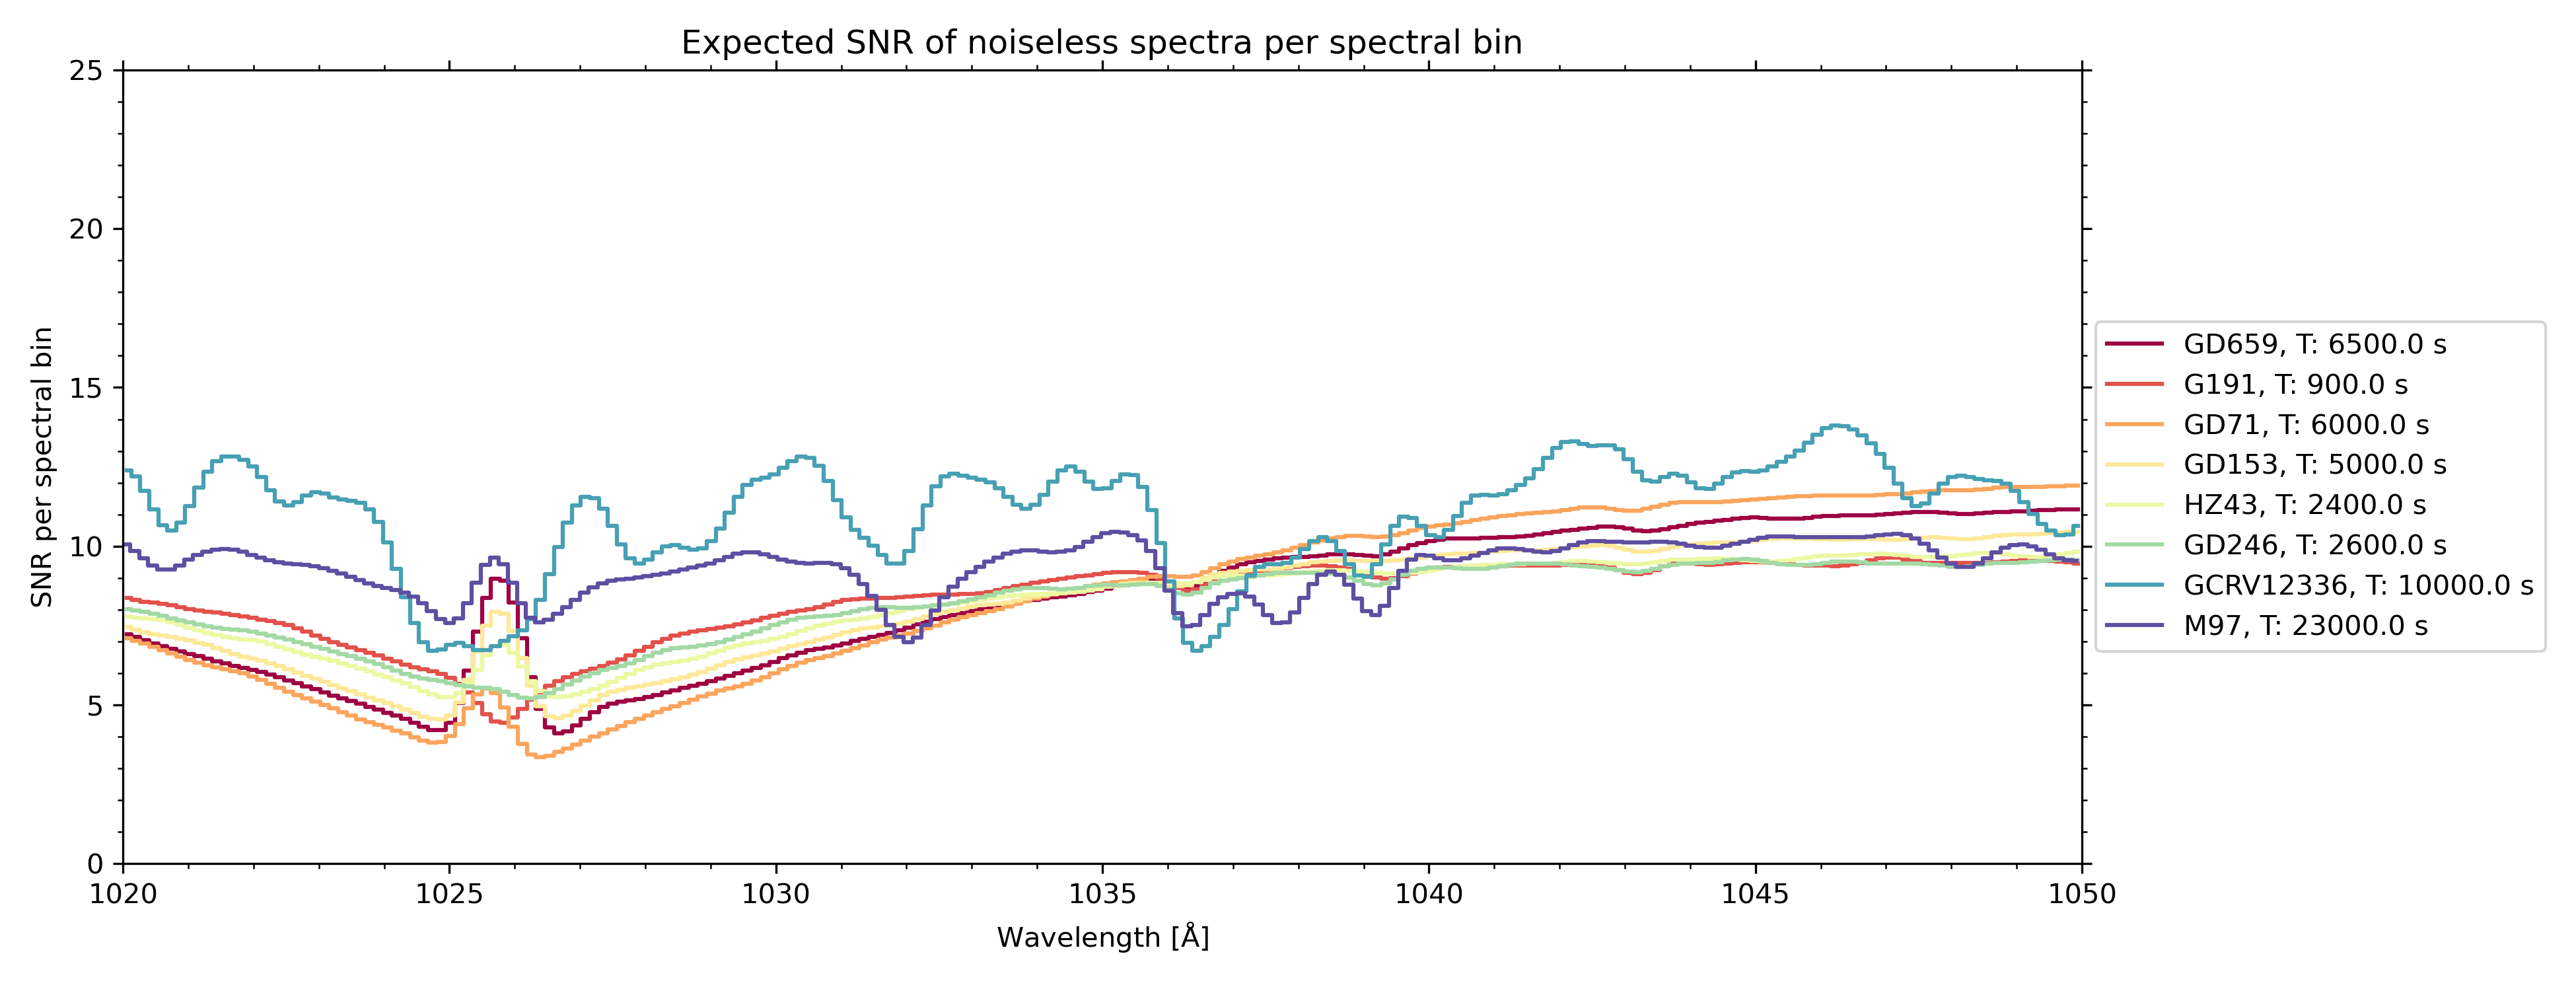 Expected SNR of noiseless spectra per spectral bin
25
20
15
10
5
0
SNR per spectral bin
1020 1025 1030 1035 1040 1045 1050
Wavelength [Å]
GD659, T: 6500.0 s
G191, T: 900.0 s
GD71, T: 6000.0 s
GD153, T: 5000.0 s
HZ43, T: 2400.0 s
GD246, T: 2600.0 s
GCRV12336, T: 10000.0 s
M97, T: 23000.0 s